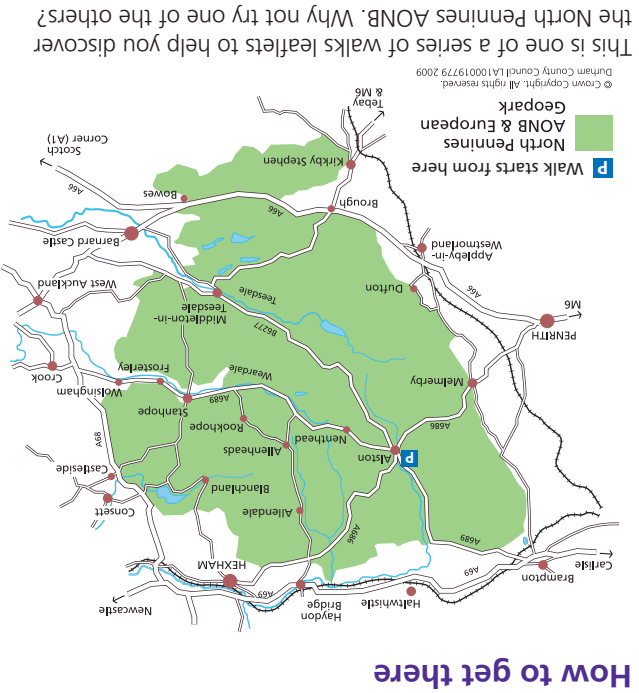 How to get there
Newcastle
Haydon
Bridge
Haltwhistle
Brampton
Carlisle
A69
A69
HEXHAM
A689
A686
Allendale
Consett
Castleside
Blanchland
Allenheads
Rookhope
Nenthead
Alston
P
A68
Stanhope
A689
Wolsingham
Crook
Frosterley
Weardale
A686
Melmerby
PENRITH
M6
B6277
Middleton-in-
Teesdale
Teesdale
West Auckland
Dufton
A66
Appleby-in-
Westmorland
Barnard Castle
Brough
A66
Bowes
A66
Scotch
Corner (A1)
Kirkby Stephen
Tebay
& M6
P Walk starts from here
North Pennines
AONB & European
Geopark
© Crown Copyright. All rights reserved.
Durham County Council LA100019779 2009
This is one of a series of walks leaflets to help you discover
the North Pennines AONB. Why not try one of the others?